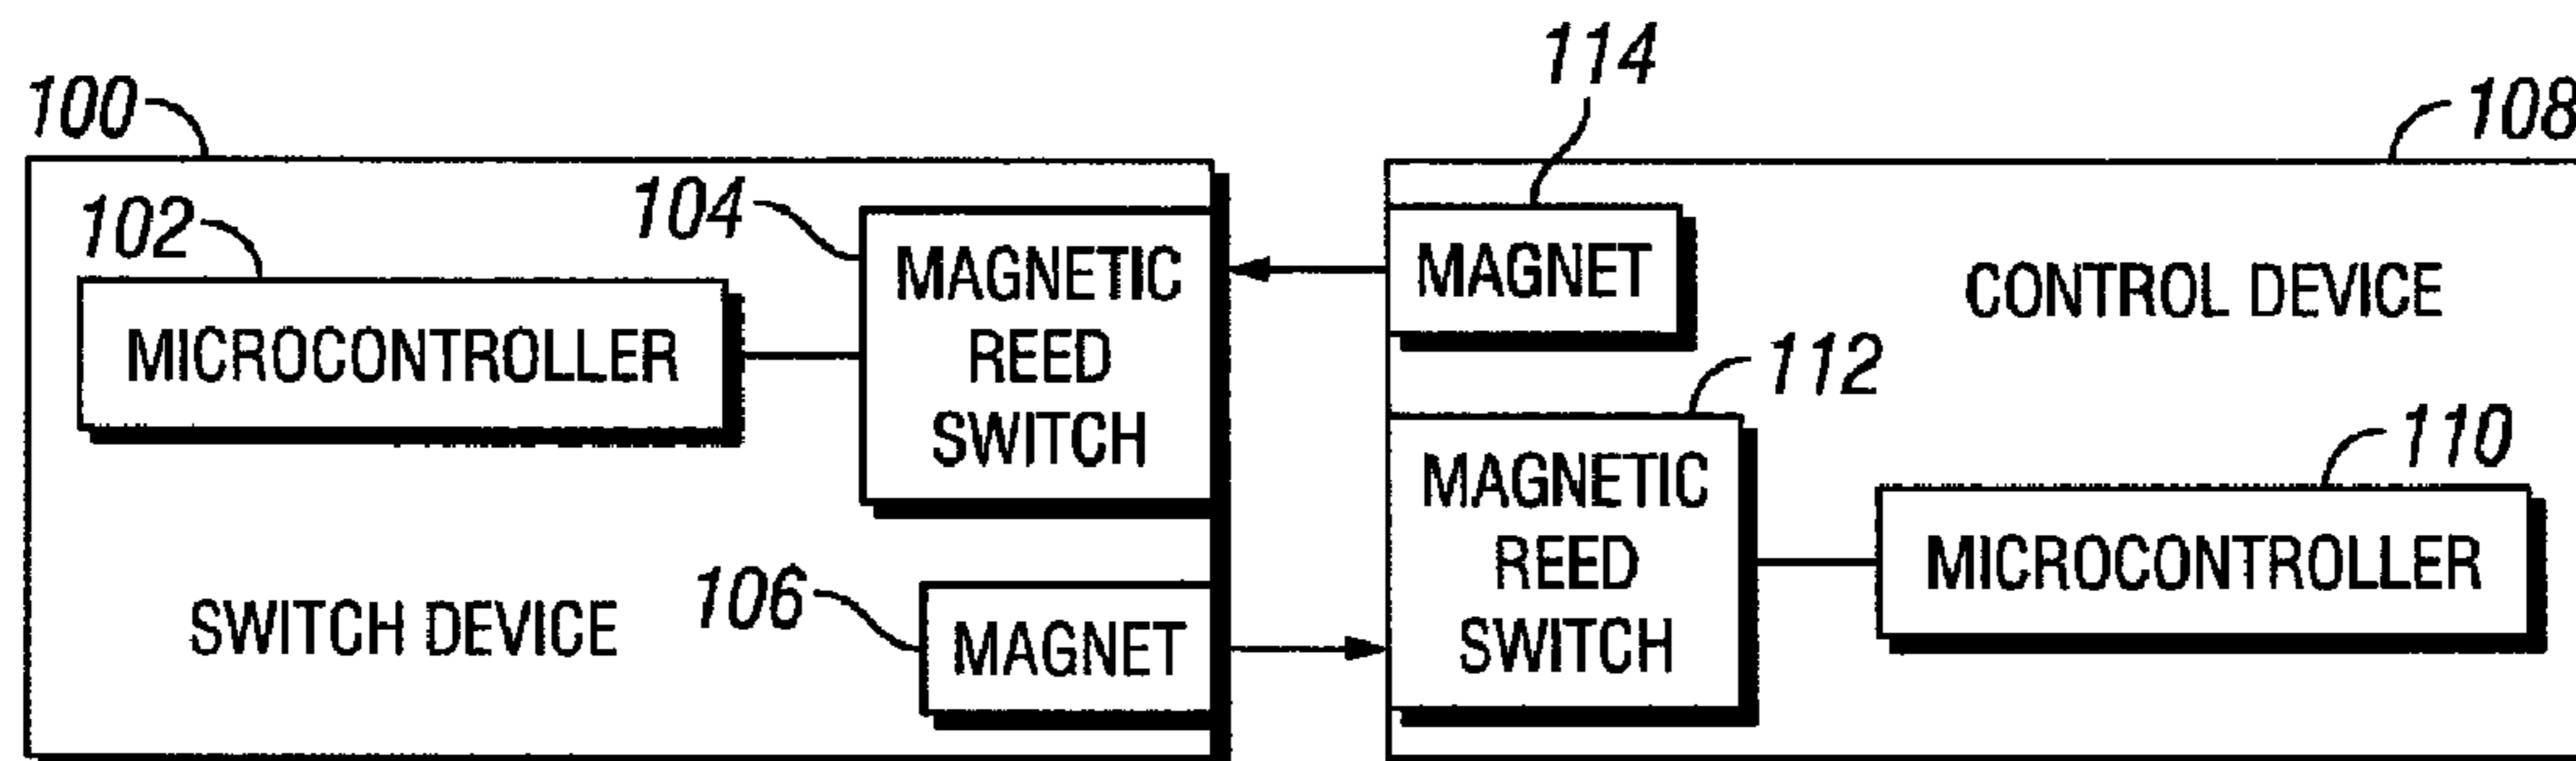 100
102
MICROCONTROLLER
104
MAGNETIC
REED
SWITCH
106
MAGNET
SWITCH DEVICE
114
MAGNET
108
CONTROL DEVICE
112
MAGNETIC
REED
SWITCH
110
MICROCONTROLLER